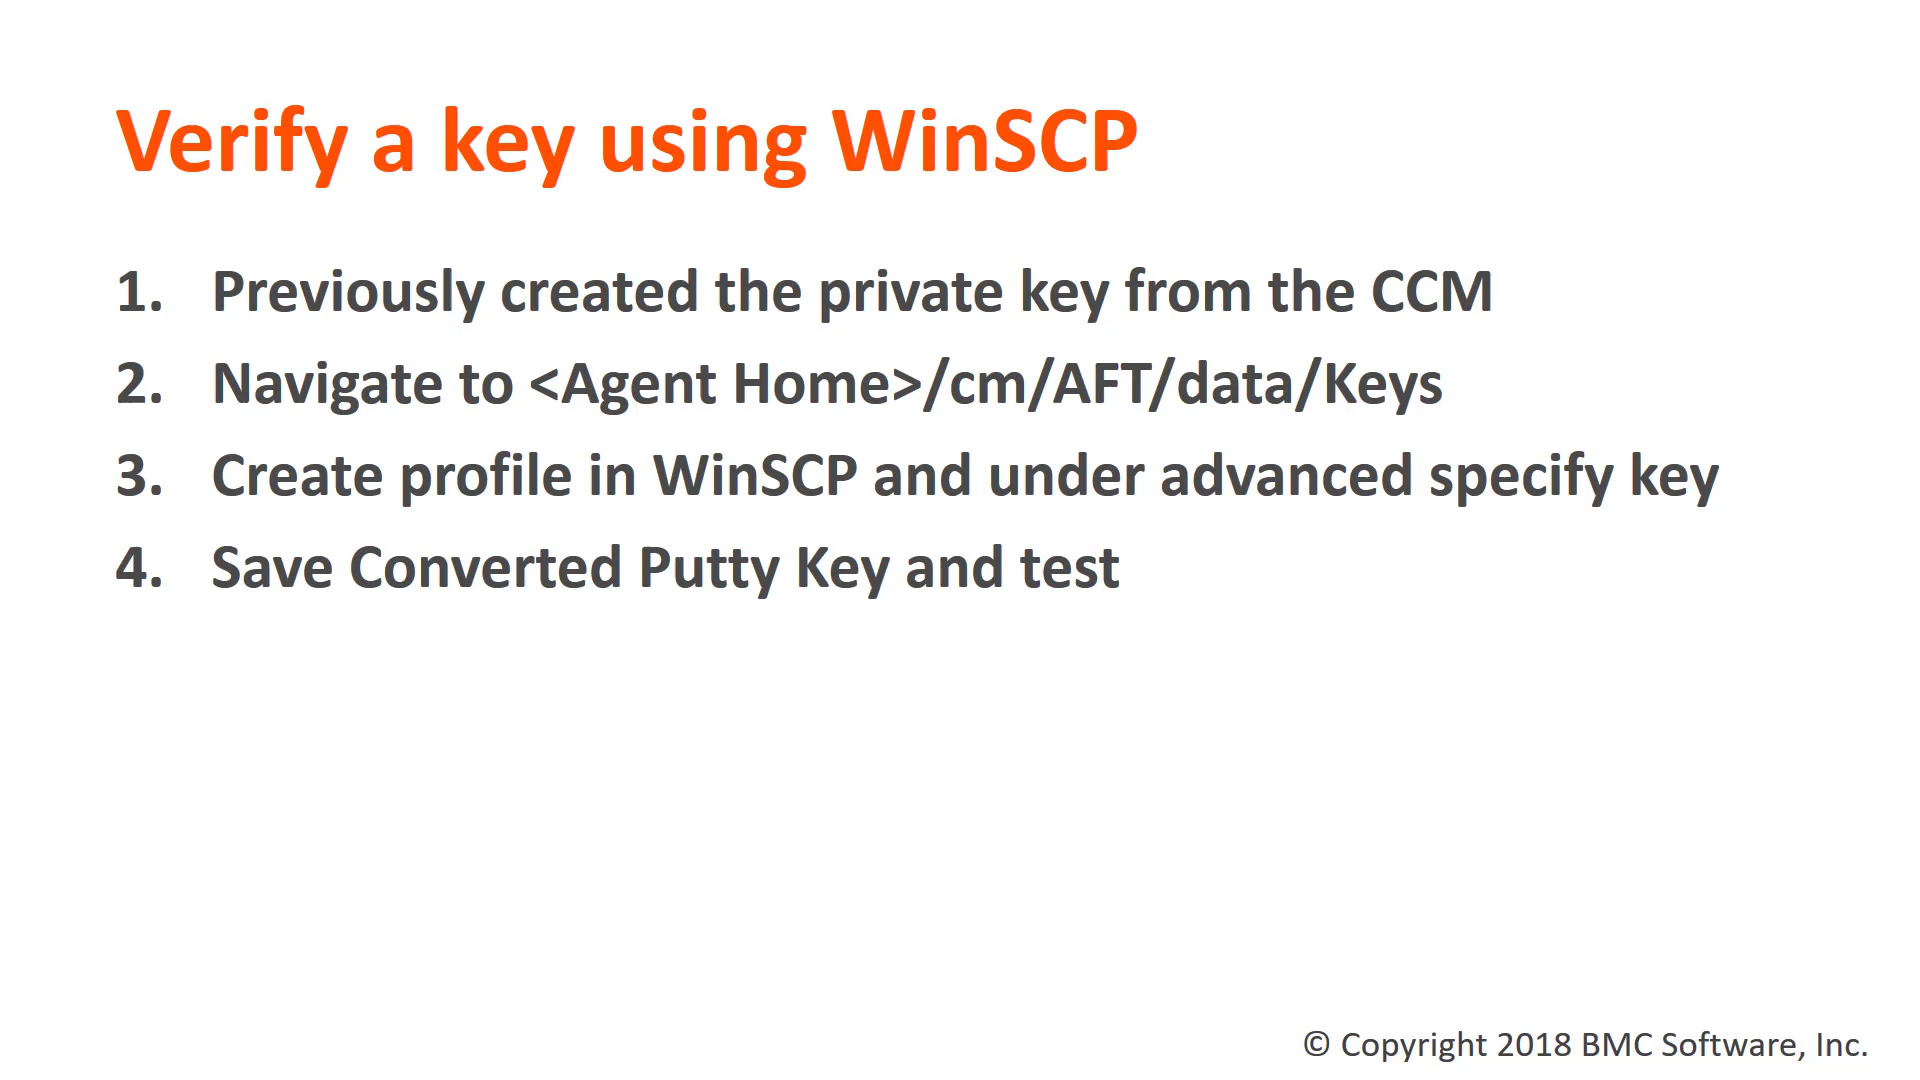 Verify a key using WinSCP
1. Previously created the private key from the CCM
2. Navigate to <Agent Home>/cm/AFT/data/Keys
3. Create profile in WinSCP and under advanced specify key
4. Save Converted Putty Key and test
© Copyright 2018 BMC Software, Inc.